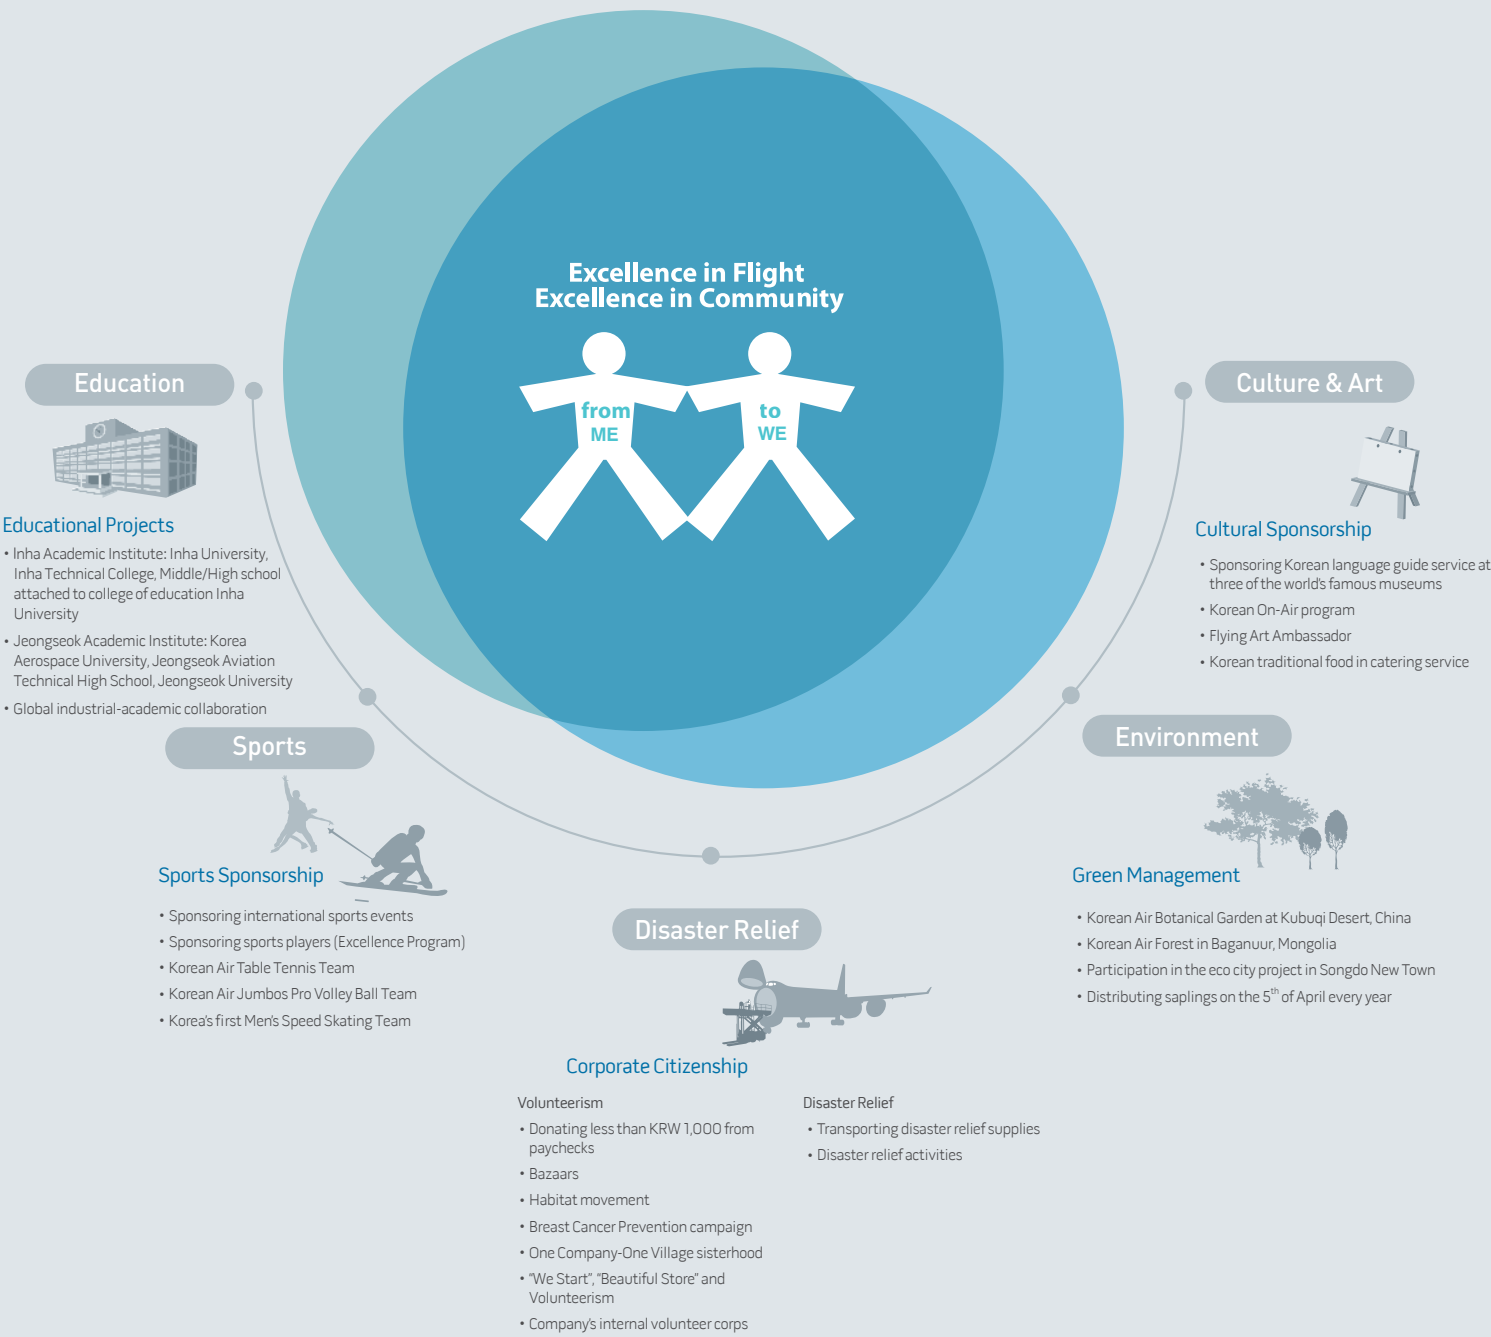 Excellence in Flight
Excellence in Community
from
ME
to
WE
Education
Educational Projects
• Inha Academic Institute: Inha University,
Inha Technical College, Middle/High school
attached to college of education Inha
University
• Jeongseok Academic Institute: Korea
Aerospace University, Jeongseok Aviation
Technical High School, Jeongseok University
• Global industrial-academic collaboration
Sports
Sports Sponsorship
• Sponsoring international sports events
• Sponsoring sports players (Excellence Program)
• Korean Air Table Tennis Team
• Korean Air Jumbos Pro Volley Ball Team
• Korea's first Men's Speed Skating Team
Disaster Relief
Corporate Citizenship
Volunteerism
• Donating less than KRW 1,000 from
paychecks
• Bazaars
• Habitat movement
• Breast Cancer Prevention campaign
• One Company-One Village sisterhood
• "We Start", "Beautiful Store" and
Volunteerism
• Company's internal volunteer corps
Disaster Relief
• Transporting disaster relief supplies
• Disaster relief activities
Environment
Green Management
• Korean Air Botanical Garden at Kubuqi Desert, China
• Korean Air Forest in Baganuur, Mongolia
• Participation in the eco city project in Songdo New Town
• Distributing saplings on the 5th of April every year
Culture & Art
Cultural Sponsorship
• Sponsoring Korean language guide service at
three of the world's famous museums
• Korean On-Air program
• Flying Art Ambassador
• Korean traditional food in catering service